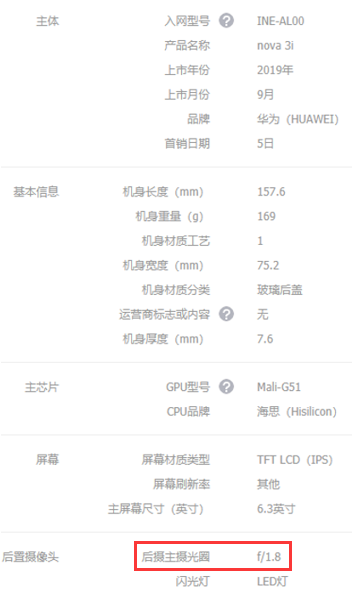 主体 入网型号 ? INE-AL00
产品名称 nova 3i
上市年份 2019年
上市月份 9月
品牌 华为（HUAWEI）
首销日期 5日
基本信息 机身长度（mm） 157.6
机身重量（g） 169
机身材质工艺 1
机身宽度（mm） 75.2
机身材质分类 玻璃后盖
运营商标志或内容 ? 无
机身厚度（mm） 7.6
主芯片 GPU型号 ? Mali-G51
CPU品牌 海思（Hisilicon）
屏幕 屏幕材质类型 TFT LCD（IPS）
屏幕刷新率 其他
主屏幕尺寸（英寸） 6.3英寸
后置摄像头 后摄主摄光圈 f/1.8
闪光灯 LED灯